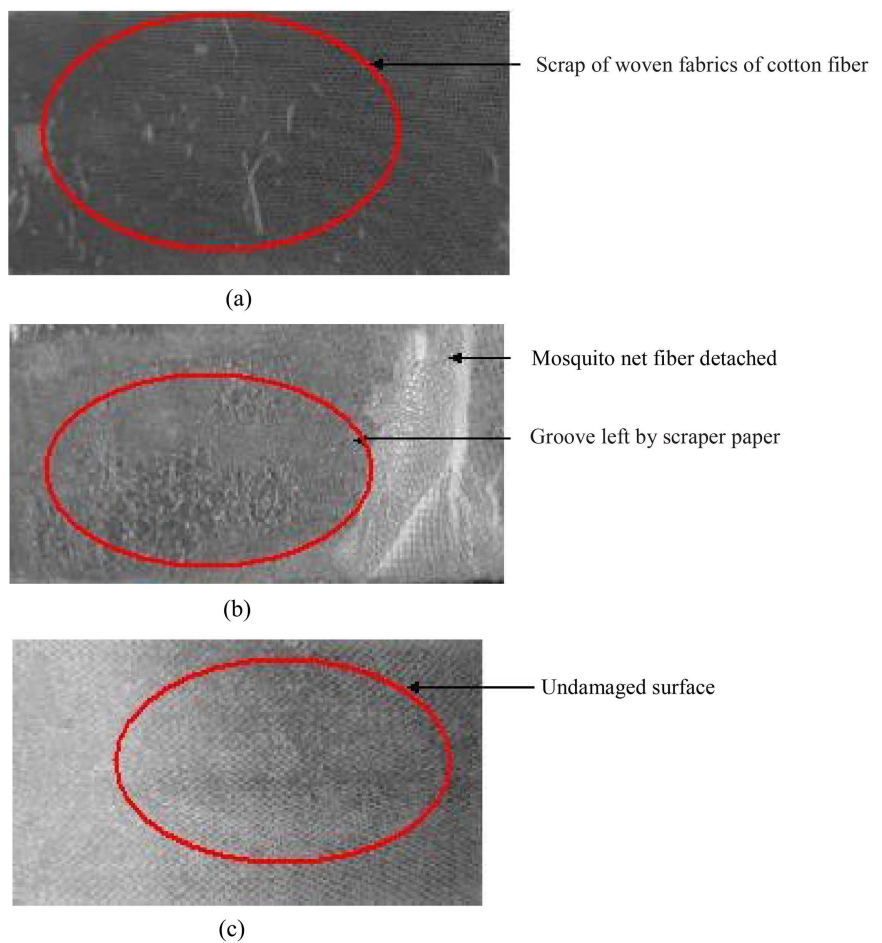 Scrap of woven fabrics of cotton fiber
(a)
Mosquito net fiber detached
Groove left by scraper paper
(b)
Undamaged surface
(c)